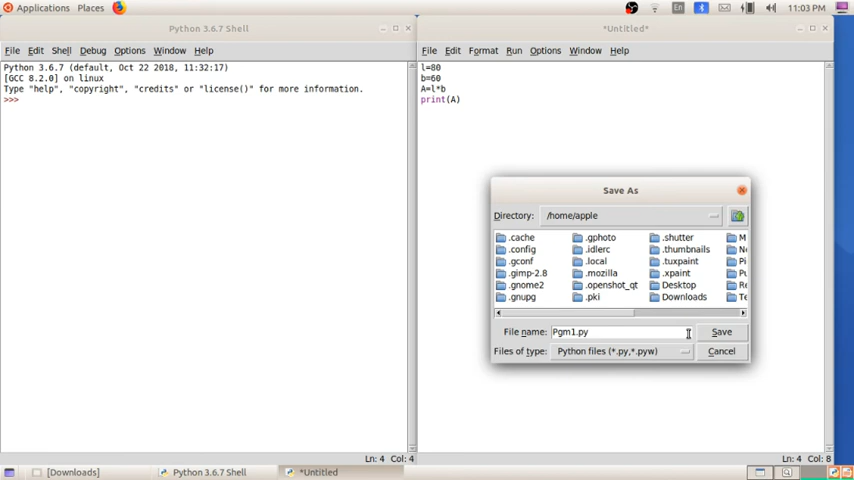 Applications Places En 11:03 PM
Python 3.6.7 Shell
File Edit Shell Debug Options Window Help
Python 3.6.7 (default, Oct 22 2018, 11:32:17)
[GCC 8.2.0] on linux
Type "help", "copyright", "credits" or "license()" for more information.
>>>
Ln: 4 Col: 4
*Untitled*
File Edit Format Run Options Window Help
l=80
b=60
A=l*b
print(A)
Save As
Directory: /home/apple
.cache .gphoto .shutter M
.config .idlerc .thumbnails
.gconf .local .tuxpaint Pi
.gimp-2.8 .mozilla .xpaint Pu
.gnome2 .openshot_qt Desktop Re
.gnupg .pki Downloads Te
File name: Pgm1.py Save
Files of type: Python files (*.py,*.pyw) Cancel
Ln: 4 Col: 8
[Downloads] Python 3.6.7 Shell *Untitled